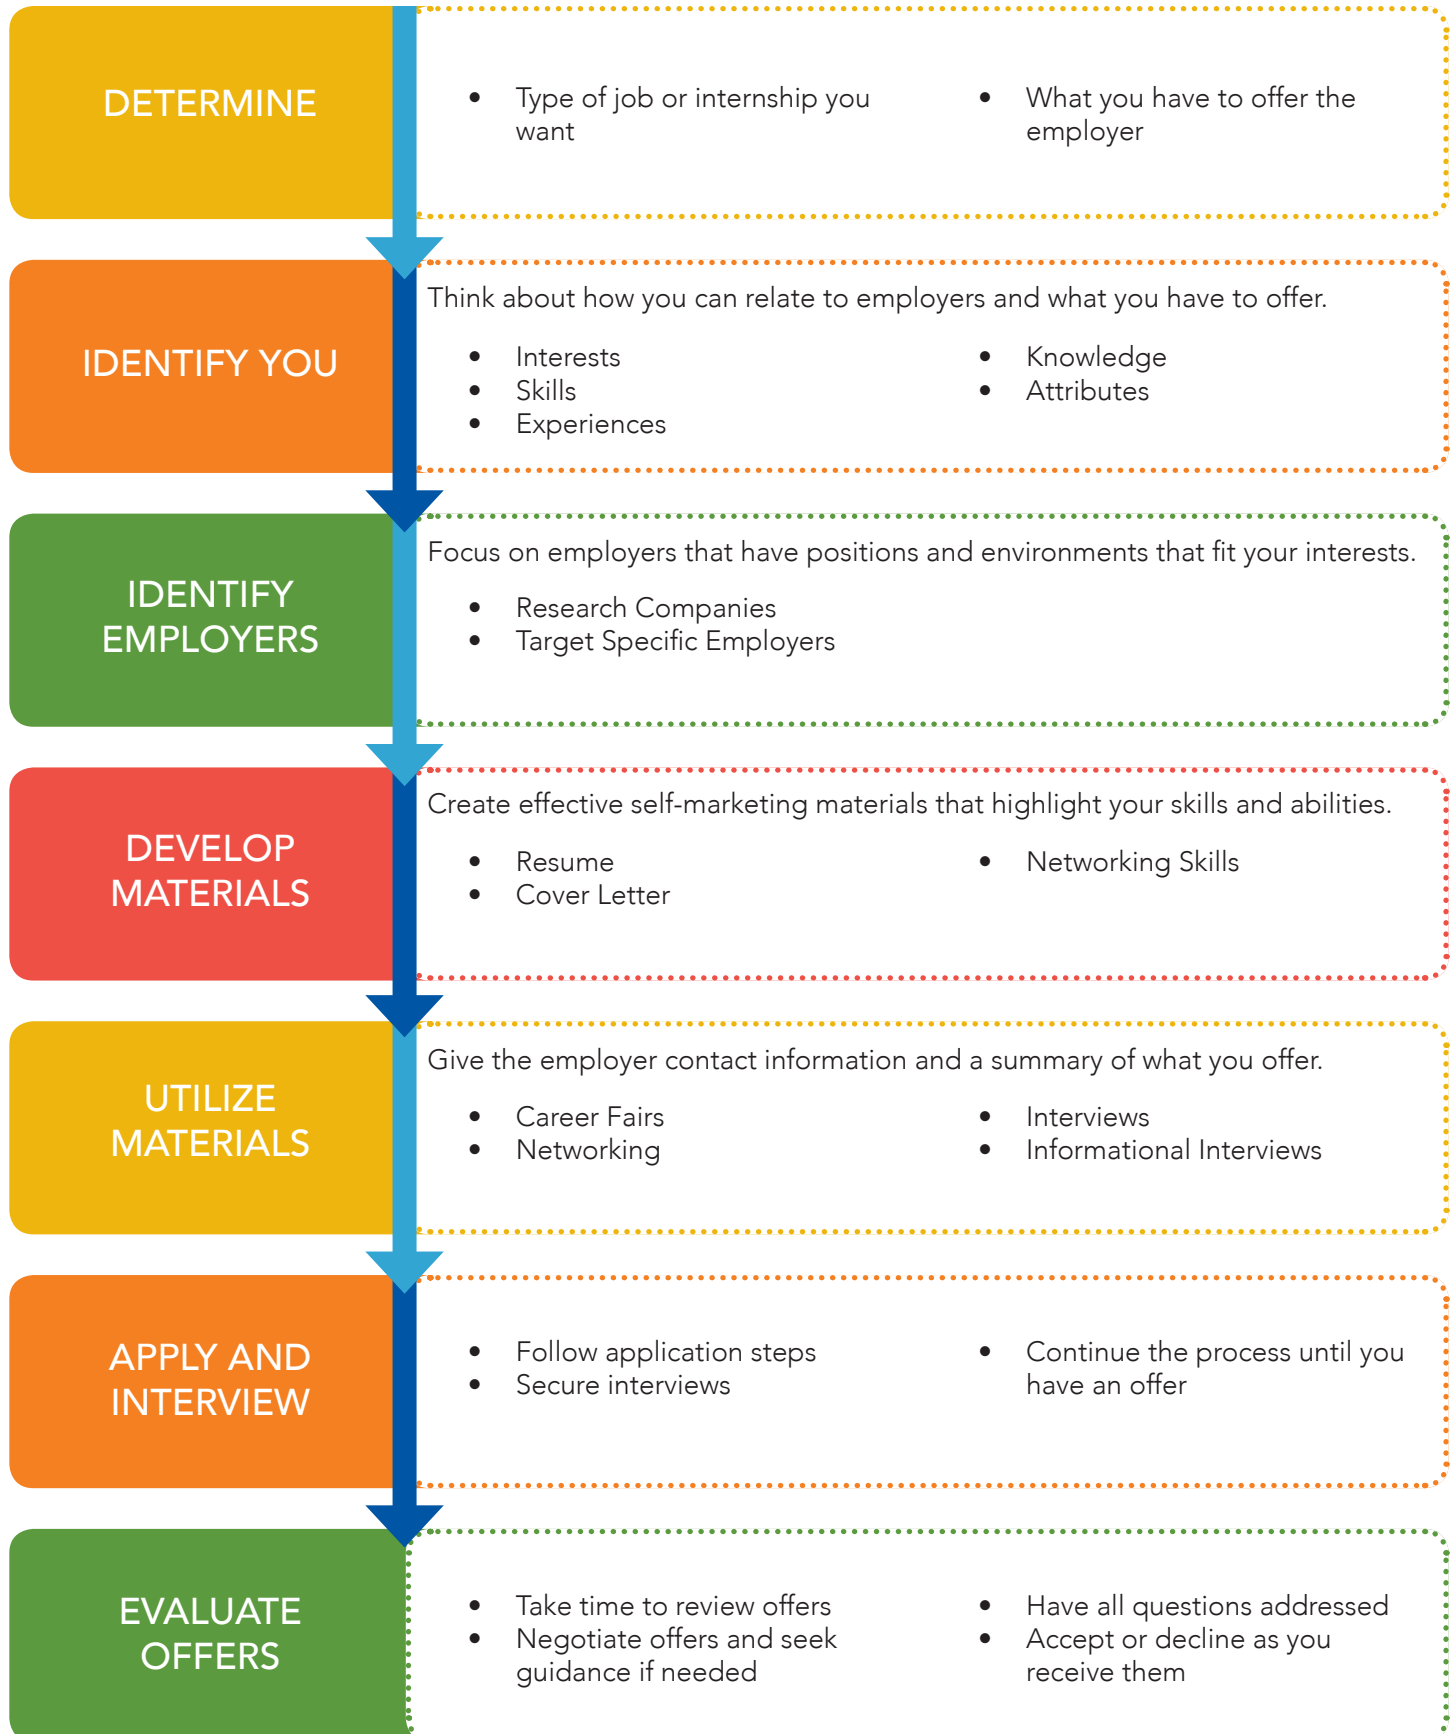 DETERMINE
• Type of job or internship you
want
• What you have to offer the
employer
IDENTIFY YOU
Think about how you can relate to employers and what you have to offer.
• Interests
• Skills
• Experiences
• Knowledge
• Attributes
IDENTIFY
EMPLOYERS
Focus on employers that have positions and environments that fit your interests.
• Research Companies
• Target Specific Employers
DEVELOP
MATERIALS
Create effective self-marketing materials that highlight your skills and abilities.
• Resume
• Cover Letter
• Networking Skills
UTILIZE
MATERIALS
Give the employer contact information and a summary of what you offer.
• Career Fairs
• Networking
• Interviews
• Informational Interviews
APPLY AND
INTERVIEW
• Follow application steps
• Secure interviews
• Continue the process until you
have an offer
EVALUATE
OFFERS
• Take time to review offers
• Negotiate offers and seek
guidance if needed
• Have all questions addressed
• Accept or decline as you
receive them